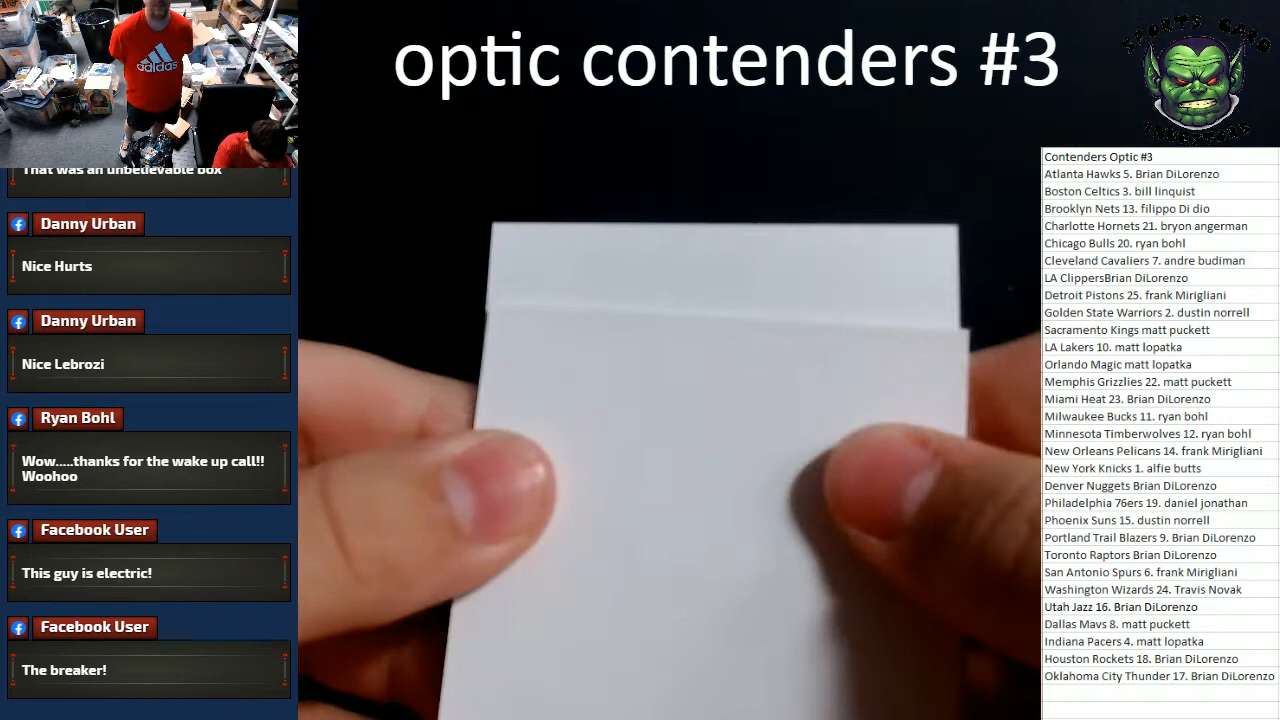 optic contenders #3
SPORTS CARD
adidas
That was an unbelievable box
Danny Urban
Nice Hurts
Danny Urban
Nice Lebrozi
Ryan Bohl
Wow.....thanks for the wake up call!!
Woohoo
Facebook User
This guy is electric!
Facebook User
The breaker!
Contenders Optic #3
Atlanta Hawks 5. Brian DiLorenzo
Boston Celtics 3. bill linquist
Brooklyn Nets 13. filippo Di dio
Charlotte Hornets 21. bryon angerman
Chicago Bulls 20. ryan bohl
Cleveland Cavaliers 7. andre budiman
LA ClippersBrian DiLorenzo
Detroit Pistons 25. frank Mirigliani
Golden State Warriors 2. dustin norrell
Sacramento Kings matt puckett
LA Lakers 10. matt lopatka
Orlando Magic matt lopatka
Memphis Grizzlies 22. matt puckett
Miami Heat 23. Brian DiLorenzo
Milwaukee Bucks 11. ryan bohl
Minnesota Timberwolves 12. ryan bohl
New Orleans Pelicans 14. frank Mirigliani
New York Knicks 1. alfie butts
Denver Nuggets Brian DiLorenzo
Philadelphia 76ers 19. daniel jonathan
Phoenix Suns 15. dustin norrell
Portland Trail Blazers 9. Brian DiLorenzo
Toronto Raptors Brian DiLorenzo
San Antonio Spurs 6. frank Mirigliani
Washington Wizards 24. Travis Novak
Utah Jazz 16. Brian DiLorenzo
Dallas Mavs 8. matt puckett
Indiana Pacers 4. matt lopatka
Houston Rockets 18. Brian DiLorenzo
Oklahoma City Thunder 17. Brian DiLorenzo